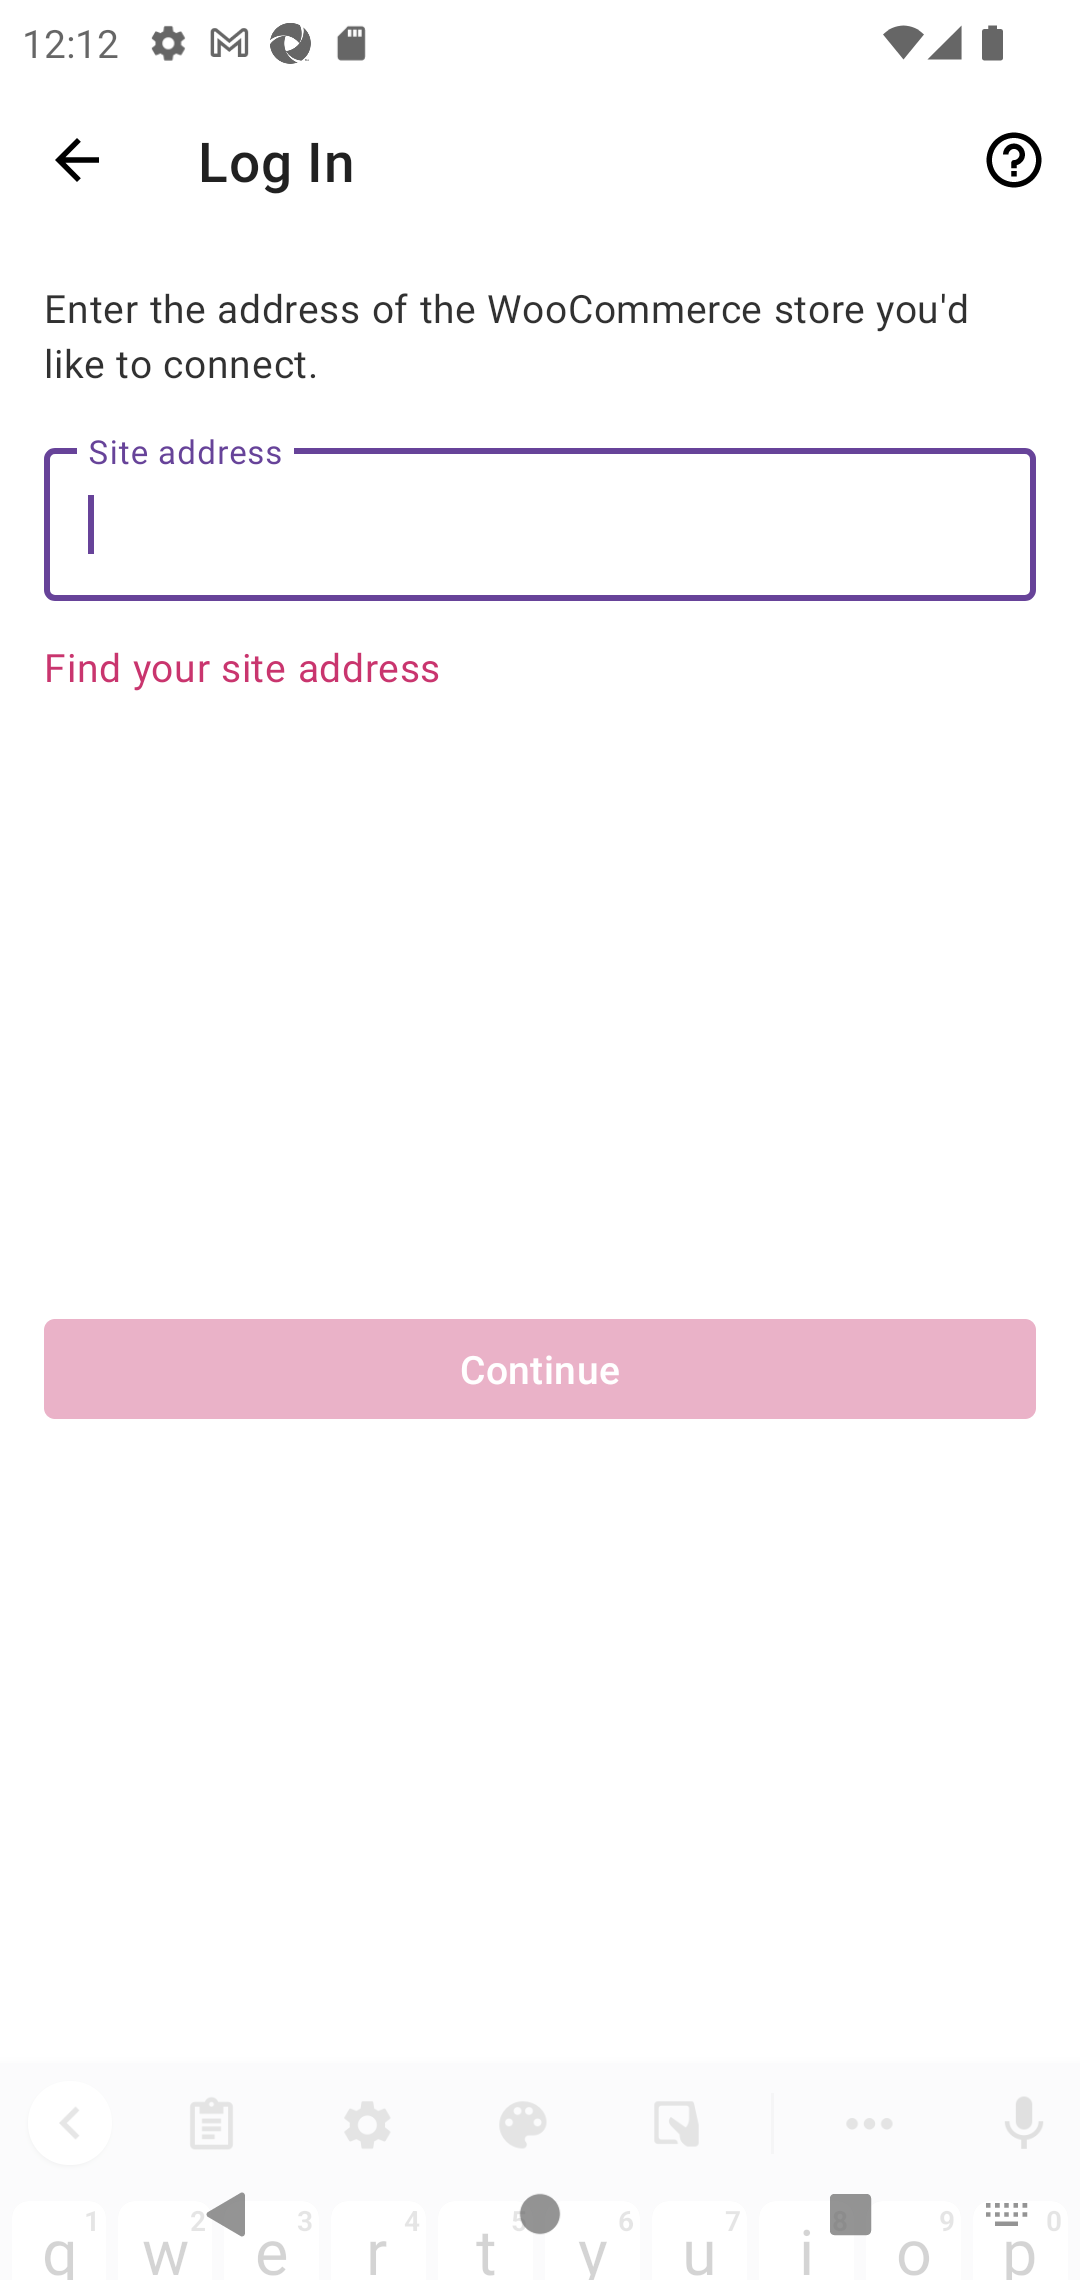 12:12
Log In
Enter the address of the WooCommerce store you'd
like to connect.
Site address
Find your site address
Continue
1 2 3 4 5 6 7 8 9 0
q w e r t y u i o p